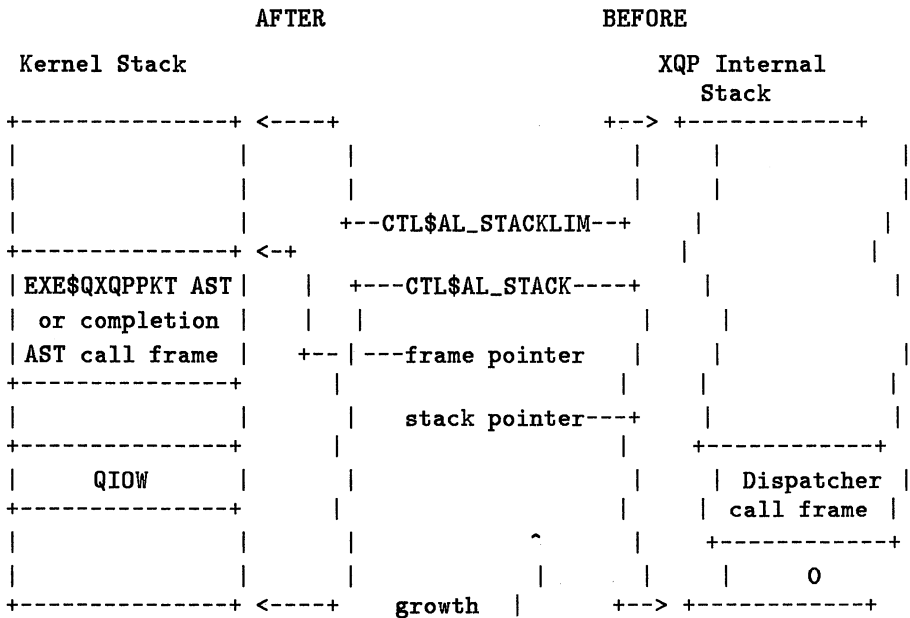 AFTER BEFORE
Kernel Stack XQP Internal
Stack
+---------------+ <----+ +--> +------------+
| | | | | |
| | | | | |
| | +--CTL$AL_STACKLIM--+ | |
+---------------+ <-+ | |
|EXE$QXQPPKT AST| | +---CTL$AL_STACK----+ | |
| or completion | | | | |
|AST call frame | +--|---frame pointer | | |
+---------------+ | | | |
| | | stack pointer---+ | |
+---------------+ | | +------------+
| QIOW | | | | Dispatcher |
+---------------+ | | | call frame |
| | | ^ | +------------+
| | | | | | 0
+---------------+ <----+ growth | +--> +------------+